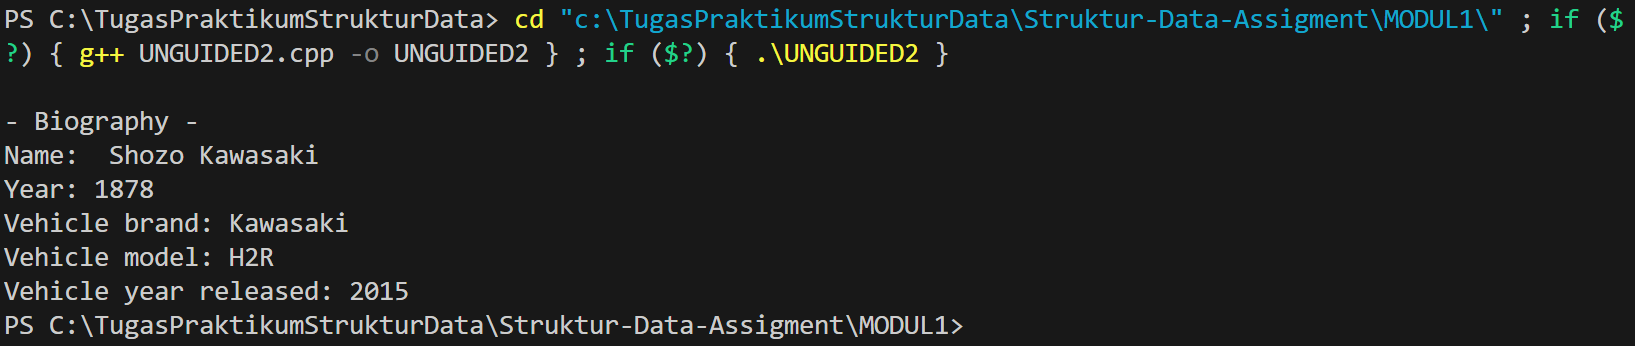 PS C:\TugasPraktikumStrukturData> cd "c:\TugasPraktikumStrukturData\Struktur-Data-Assigment\MODUL1\" ; if ($
?) { g++ UNGUIDED2.cpp -o UNGUIDED2 } ; if ($?) { .\UNGUIDED2 }
- Biography -
Name:  Shozo Kawasaki
Year: 1878
Vehicle brand: Kawasaki
Vehicle model: H2R
Vehicle year released: 2015
PS C:\TugasPraktikumStrukturData\Struktur-Data-Assigment\MODUL1>